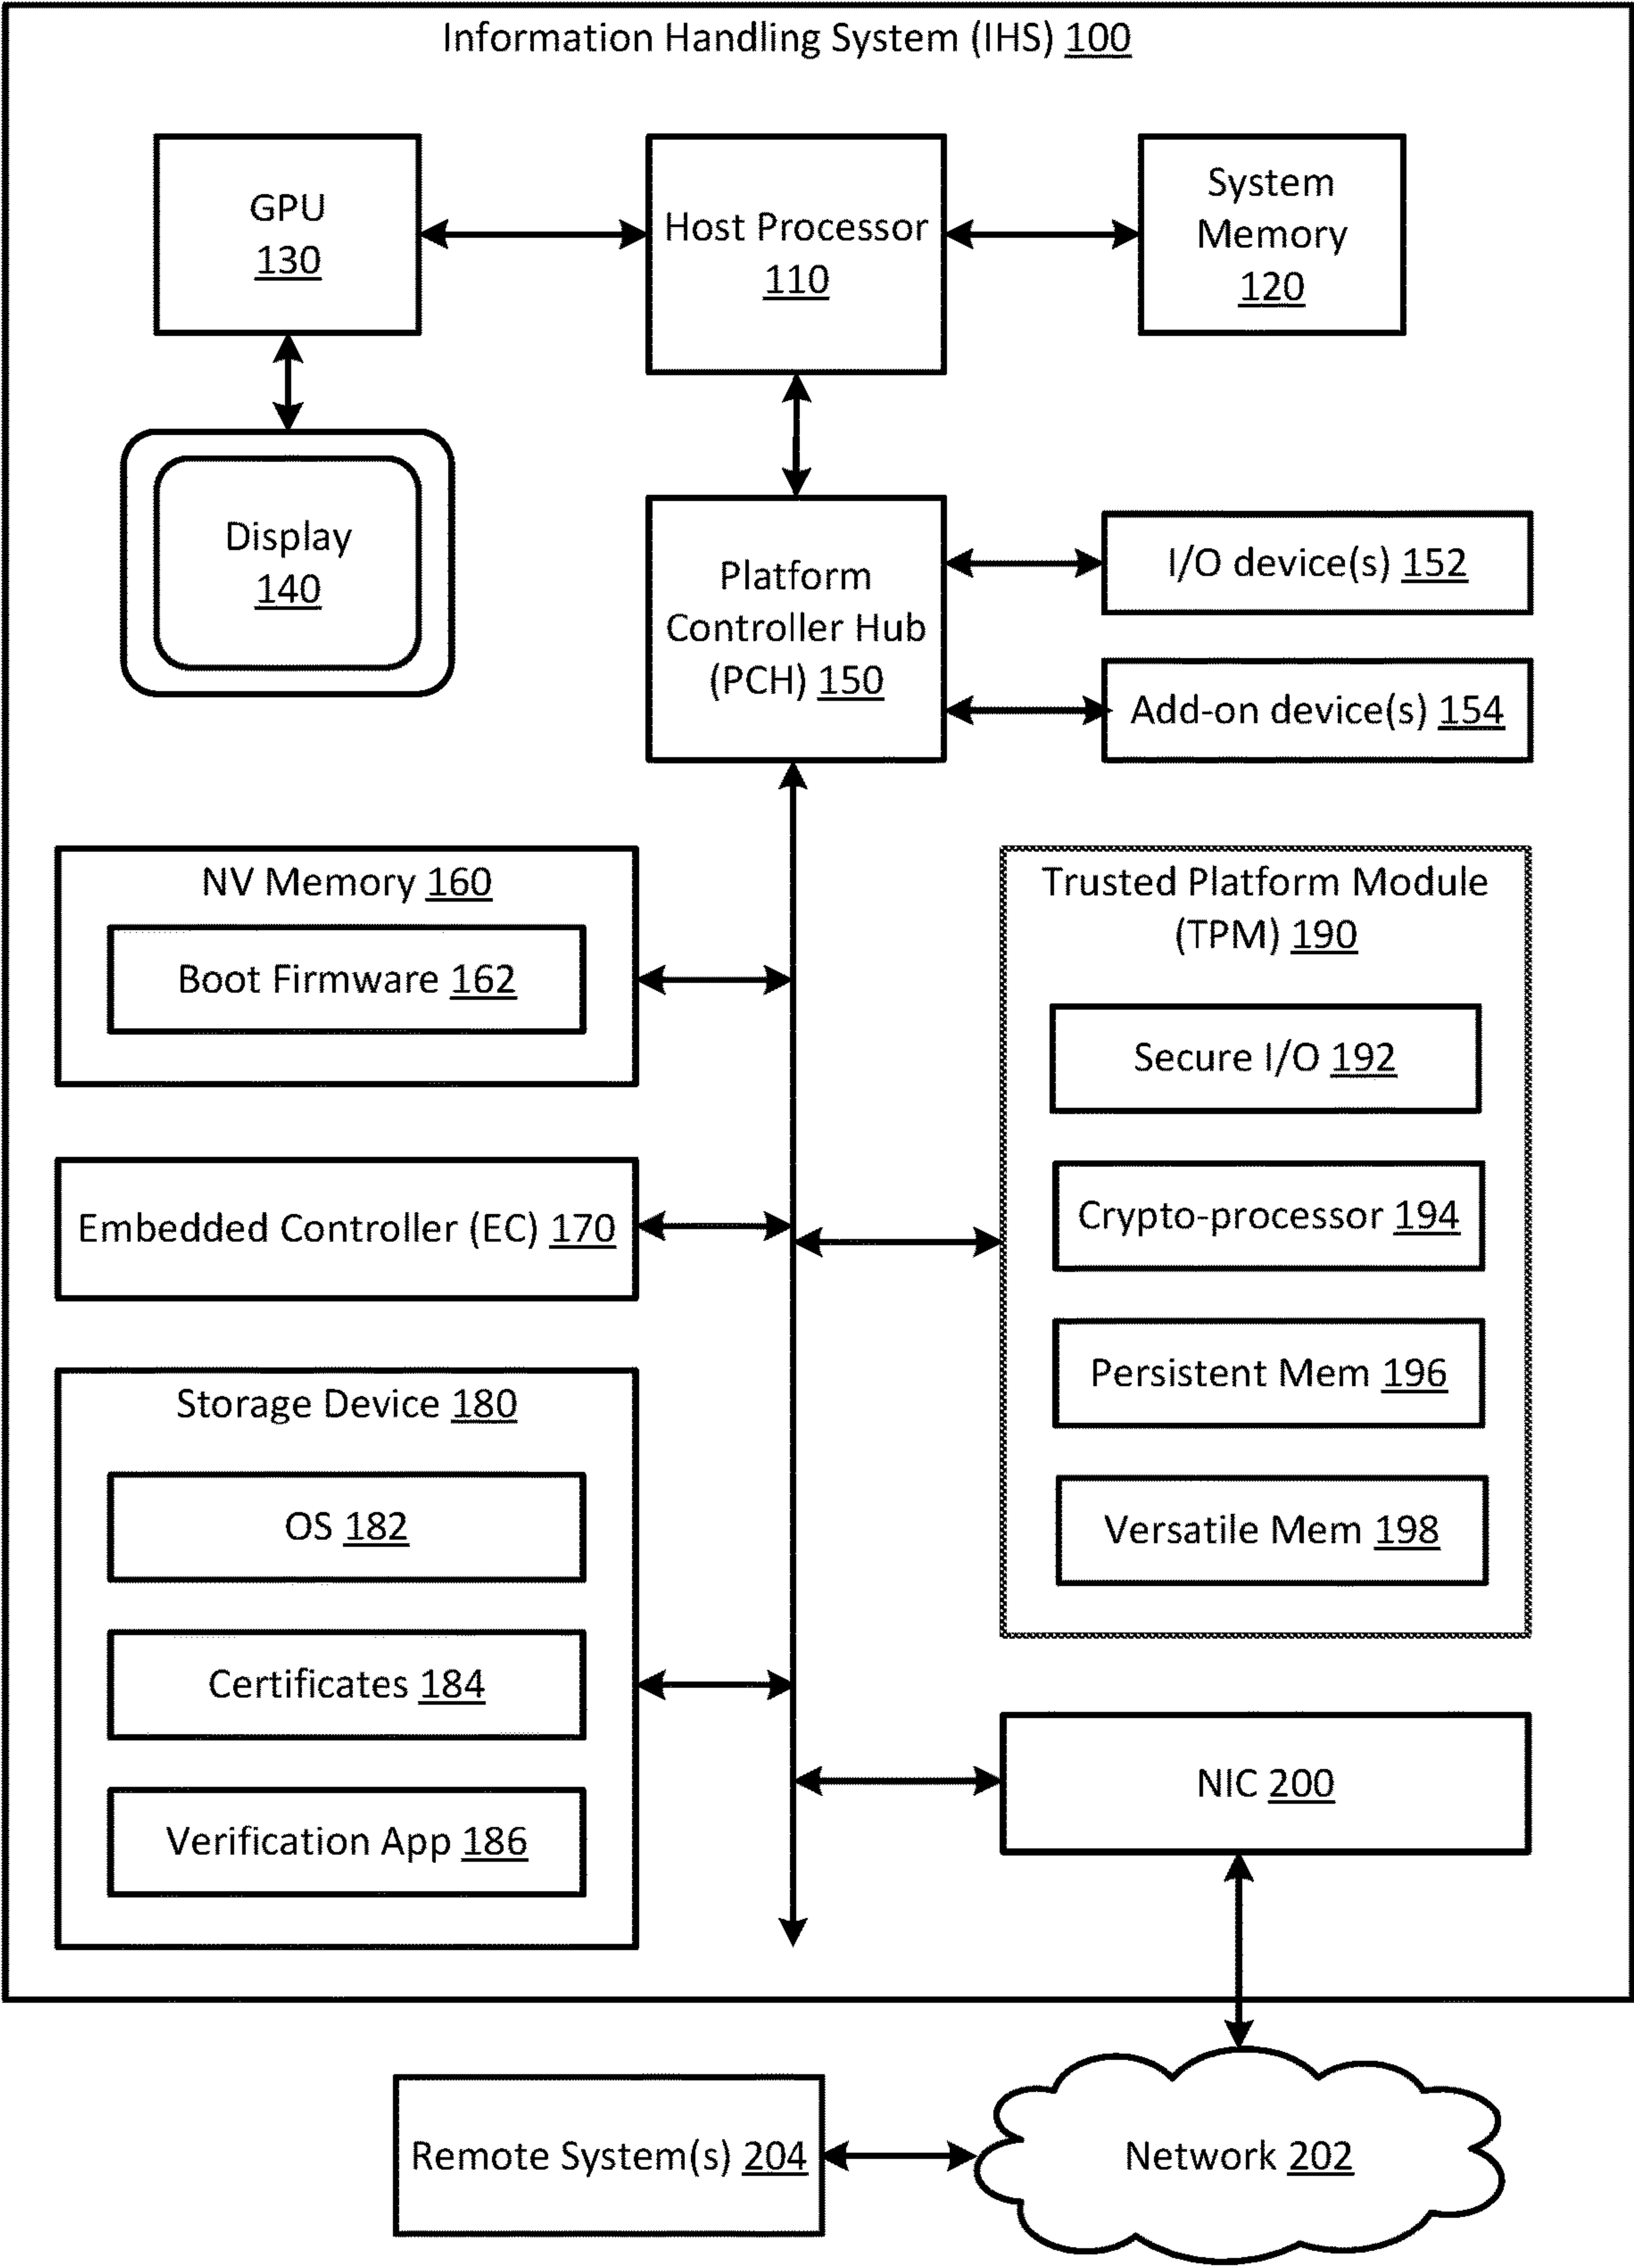 Information Handling System (IHS) 100
GPU
130
Host Processor
110
System
Memory
120
Display
140
Platform
Controller Hub
(PCH) 150
I/O device(s) 152
Add-on device(s) 154
NV Memory 160
Boot Firmware 162
Embedded Controller (EC) 170
Storage Device 180
OS 182
Certificates 184
Verification App 186
Trusted Platform Module
(TPM) 190
Secure I/O 192
Crypto-processor 194
Persistent Mem 196
Versatile Mem 198
NIC 200
Remote System(s) 204
Network 202